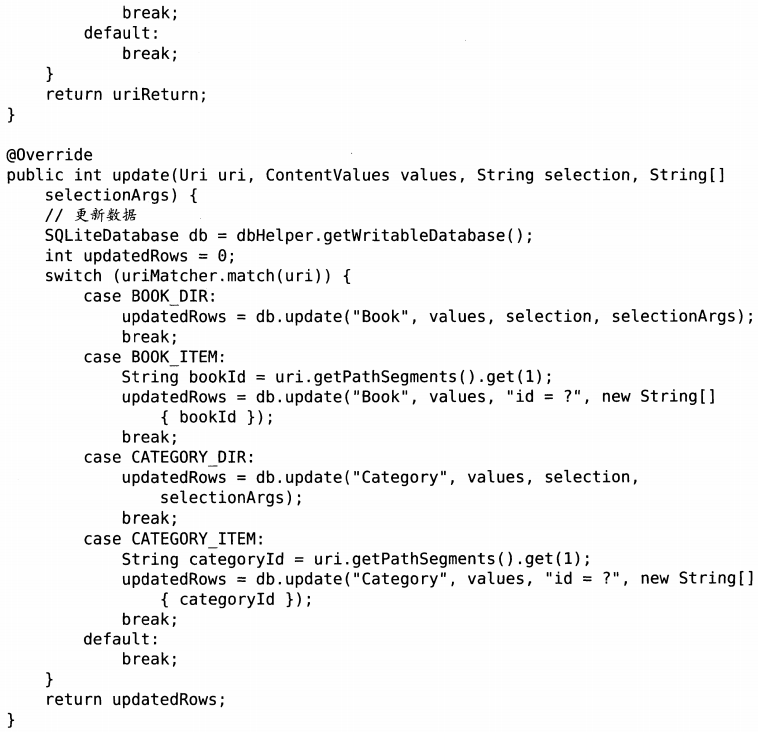 break;
        default:
            break;
    }
    return uriReturn;
}

@Override
public int update(Uri uri, ContentValues values, String selection, String[]
    selectionArgs) {
    // 更新数据
    SQLiteDatabase db = dbHelper.getWritableDatabase();
    int updatedRows = 0;
    switch (uriMatcher.match(uri)) {
        case BOOK_DIR:
            updatedRows = db.update("Book", values, selection, selectionArgs);
            break;
        case BOOK_ITEM:
            String bookId = uri.getPathSegments().get(1);
            updatedRows = db.update("Book", values, "id = ?", new String[]
                { bookId });
            break;
        case CATEGORY_DIR:
            updatedRows = db.update("Category", values, selection,
                selectionArgs);
            break;
        case CATEGORY_ITEM:
            String categoryId = uri.getPathSegments().get(1);
            updatedRows = db.update("Category", values, "id = ?", new String[]
                { categoryId });
            break;
        default:
            break;
    }
    return updatedRows;
}